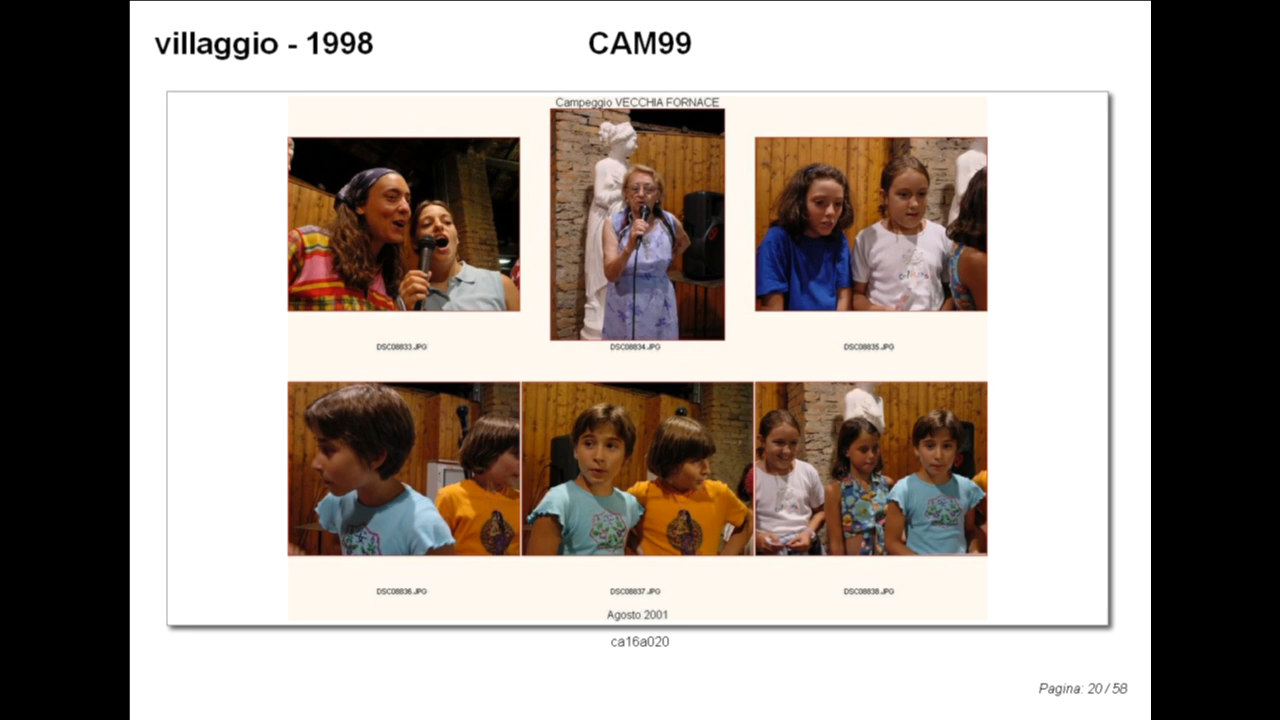 villaggio - 1998
CAM99
Campeggio VECCHIA FORNACE
DSC08833.JPG
DSC08834.JPG
DSC08835.JPG
DSC08836.JPG
DSC08837.JPG
DSC08838.JPG
Agosto 2001
ca16a020
Pagina: 20 / 58